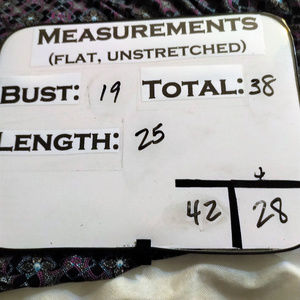 MEASUREMENTS
(FLAT, UNSTRETCHED)
BUST: 19 TOTAL: 38
LENGTH: 25
42 28